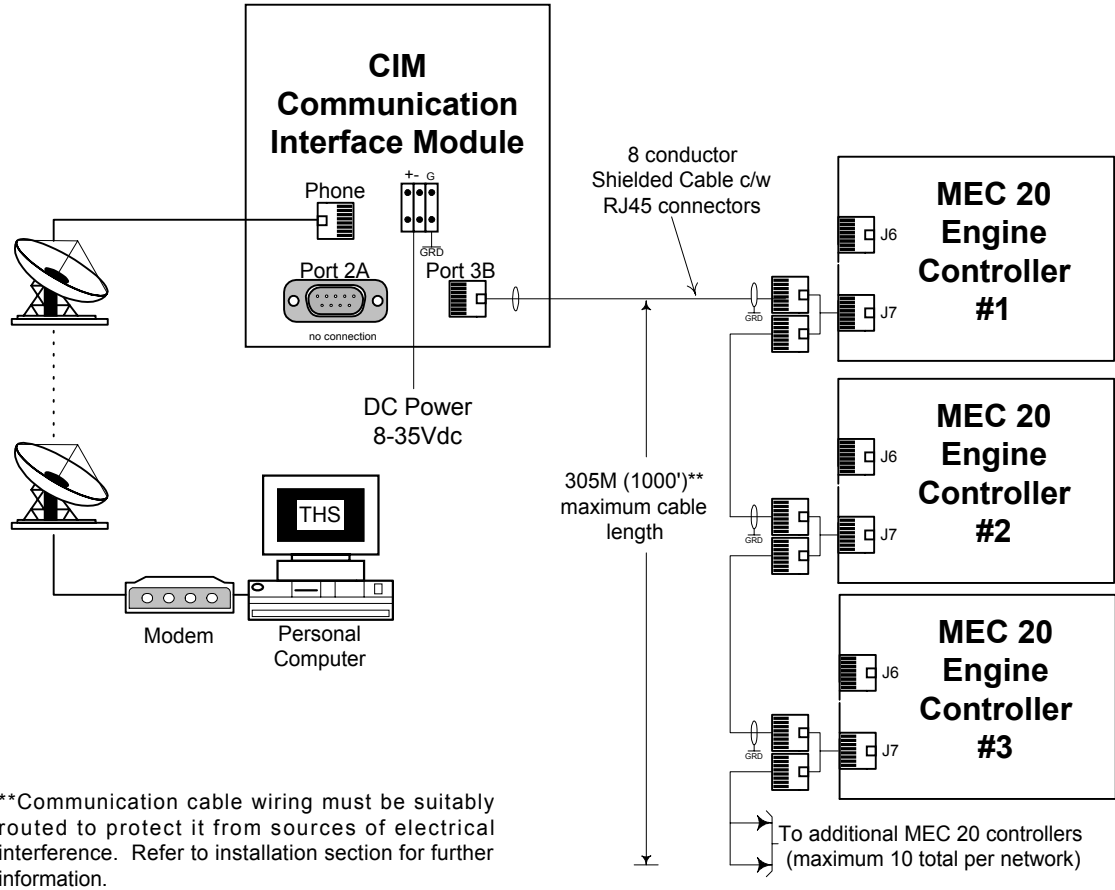 CIM
Communication
Interface Module
+- G
Phone
GRD
Port 2A
Port 3B
no connection
DC Power
8-35Vdc
8 conductor
Shielded Cable c/w
RJ45 connectors
MEC 20
Engine
Controller
#1
J6
J7
GRD
MEC 20
Engine
Controller
#2
J6
J7
GRD
305M (1000')**
maximum cable
length
THS
Modem
Personal
Computer
MEC 20
Engine
Controller
#3
J6
J7
GRD
To additional MEC 20 controllers
(maximum 10 total per network)
**Communication cable wiring must be suitably
routed to protect it from sources of electrical
interference. Refer to installation section for further
information.